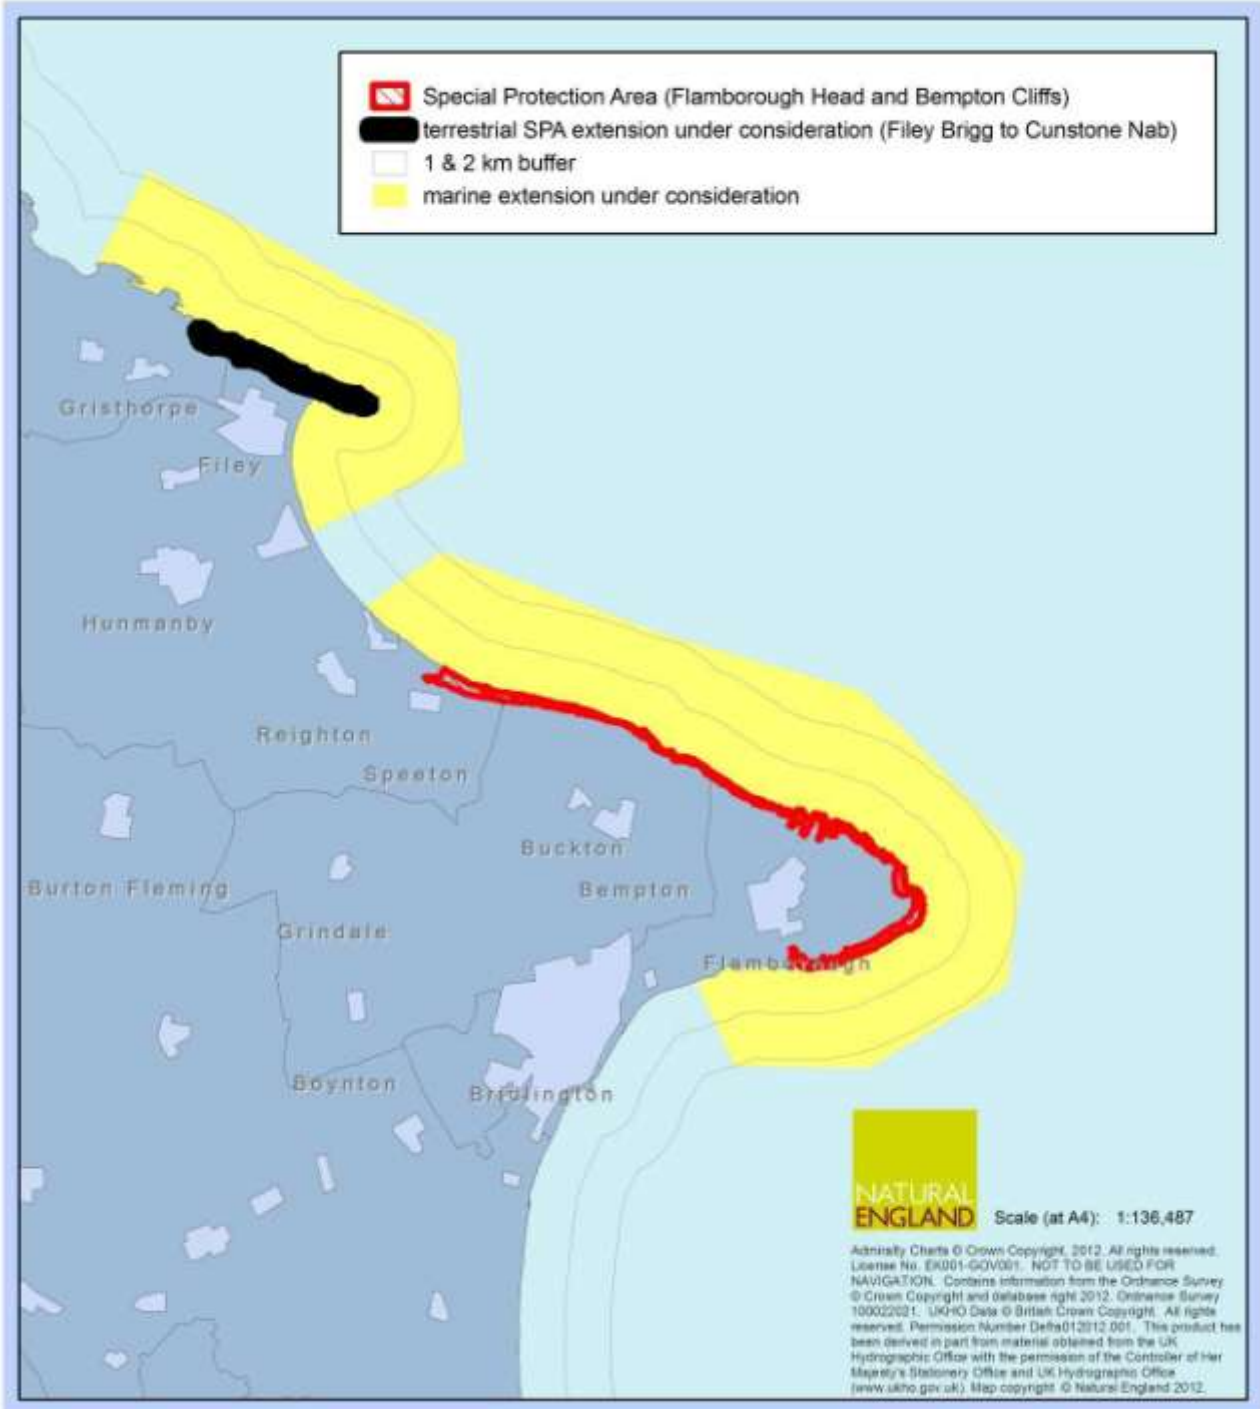 Special Protection Area (Flamborough Head and Bempton Cliffs)
terrestrial SPA extension under consideration (Filey Brigg to Cunstone Nab)
1 & 2 km buffer
marine extension under consideration
Gristhorpe
Filey
Hunmanby
Reighton
Speeton
Buckton
Bempton
Burton Fleming
Grindale
Flamborough
Boynton
Bridlington
NATURAL
ENGLAND
Scale (at A4): 1:136,487
Admiralty Charts © Crown Copyright, 2012. All rights reserved.
License No. EK001-GOV001. NOT TO BE USED FOR
NAVIGATION. Contains information from the Ordnance Survey
© Crown Copyright and database right 2012. Ordnance Survey
100022021. UKHO Data © British Crown Copyright. All rights
reserved. Permission Number Defra012012.001. This product has
been derived in part from material obtained from the UK
Hydrographic Office with the permission of the Controller of Her
Majesty's Stationery Office and UK Hydrographic Office
(www.ukho.gov.uk). Map copyright © Natural England 2012.